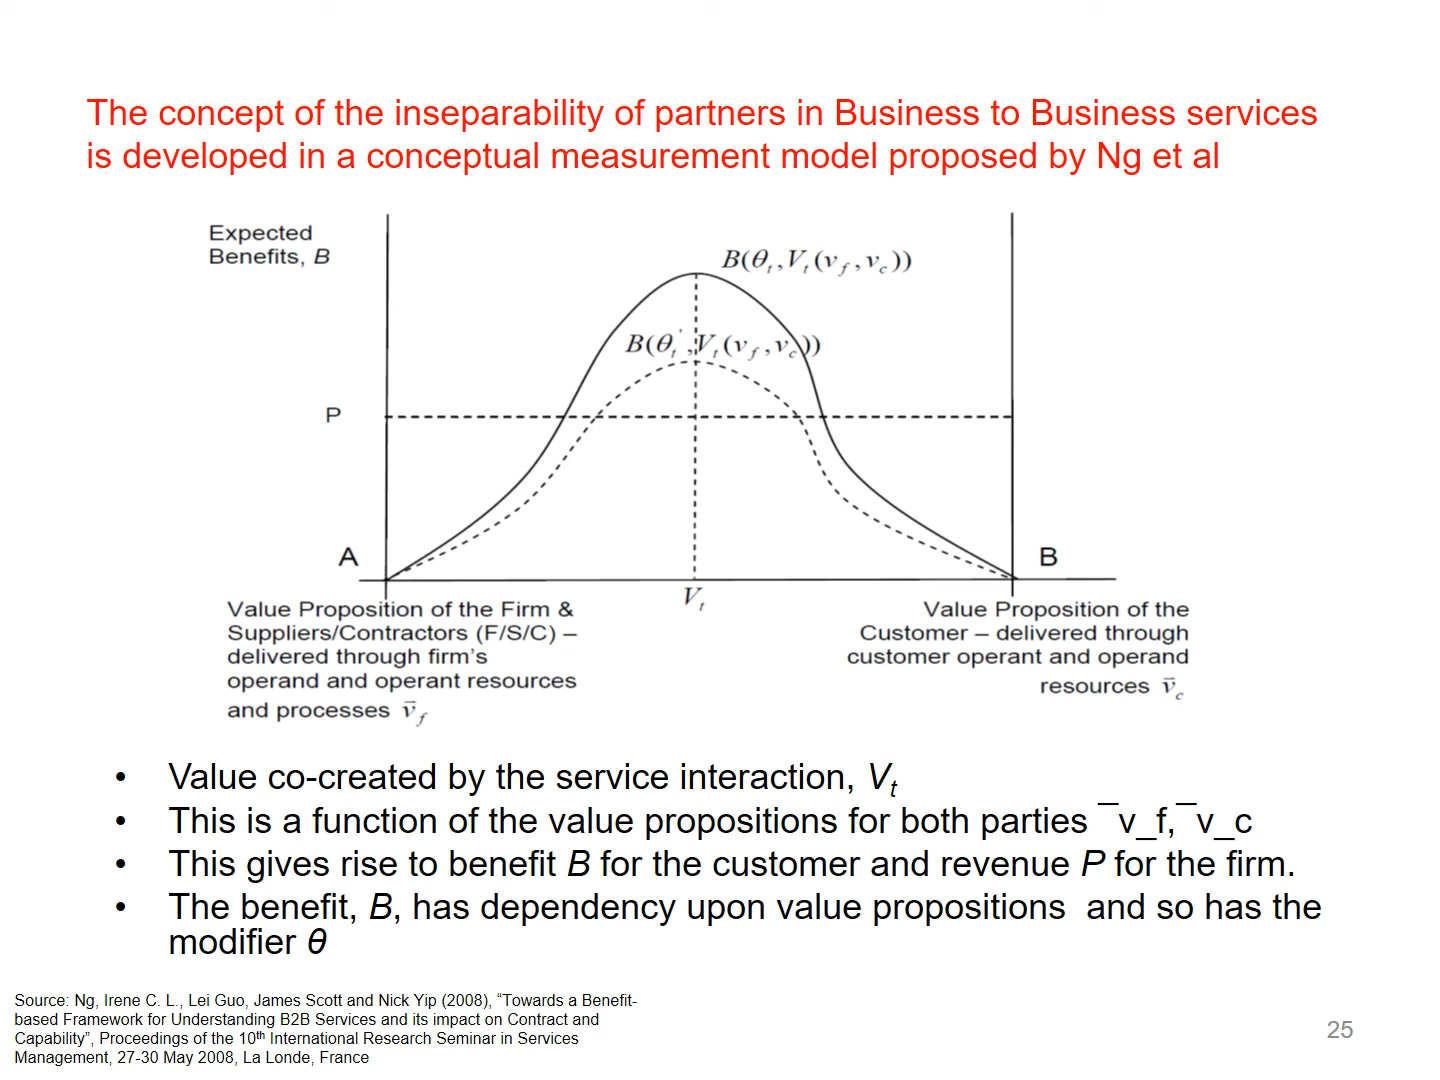 The concept of the inseparability of partners in Business to Business services
is developed in a conceptual measurement model proposed by Ng et al
Expected
Benefits, B
B(θt,Vt(vf,vc))
B(θt',Vt(vf,vc))
P
A
B
Vt
Value Proposition of the Firm &
Suppliers/Contractors (F/S/C) –
delivered through firm's
operand and operant resources
and processes v̄f
Value Proposition of the
Customer – delivered through
customer operant and operand
resources v̄c
• Value co-created by the service interaction, Vt
• This is a function of the value propositions for both parties ¯v_f,¯v_c
• This gives rise to benefit B for the customer and revenue P for the firm.
• The benefit, B, has dependency upon value propositions  and so has the
modifier θ
Source: Ng, Irene C. L., Lei Guo, James Scott and Nick Yip (2008), “Towards a Benefit-
based Framework for Understanding B2B Services and its impact on Contract and
Capability”, Proceedings of the 10th International Research Seminar in Services
Management, 27-30 May 2008, La Londe, France
25